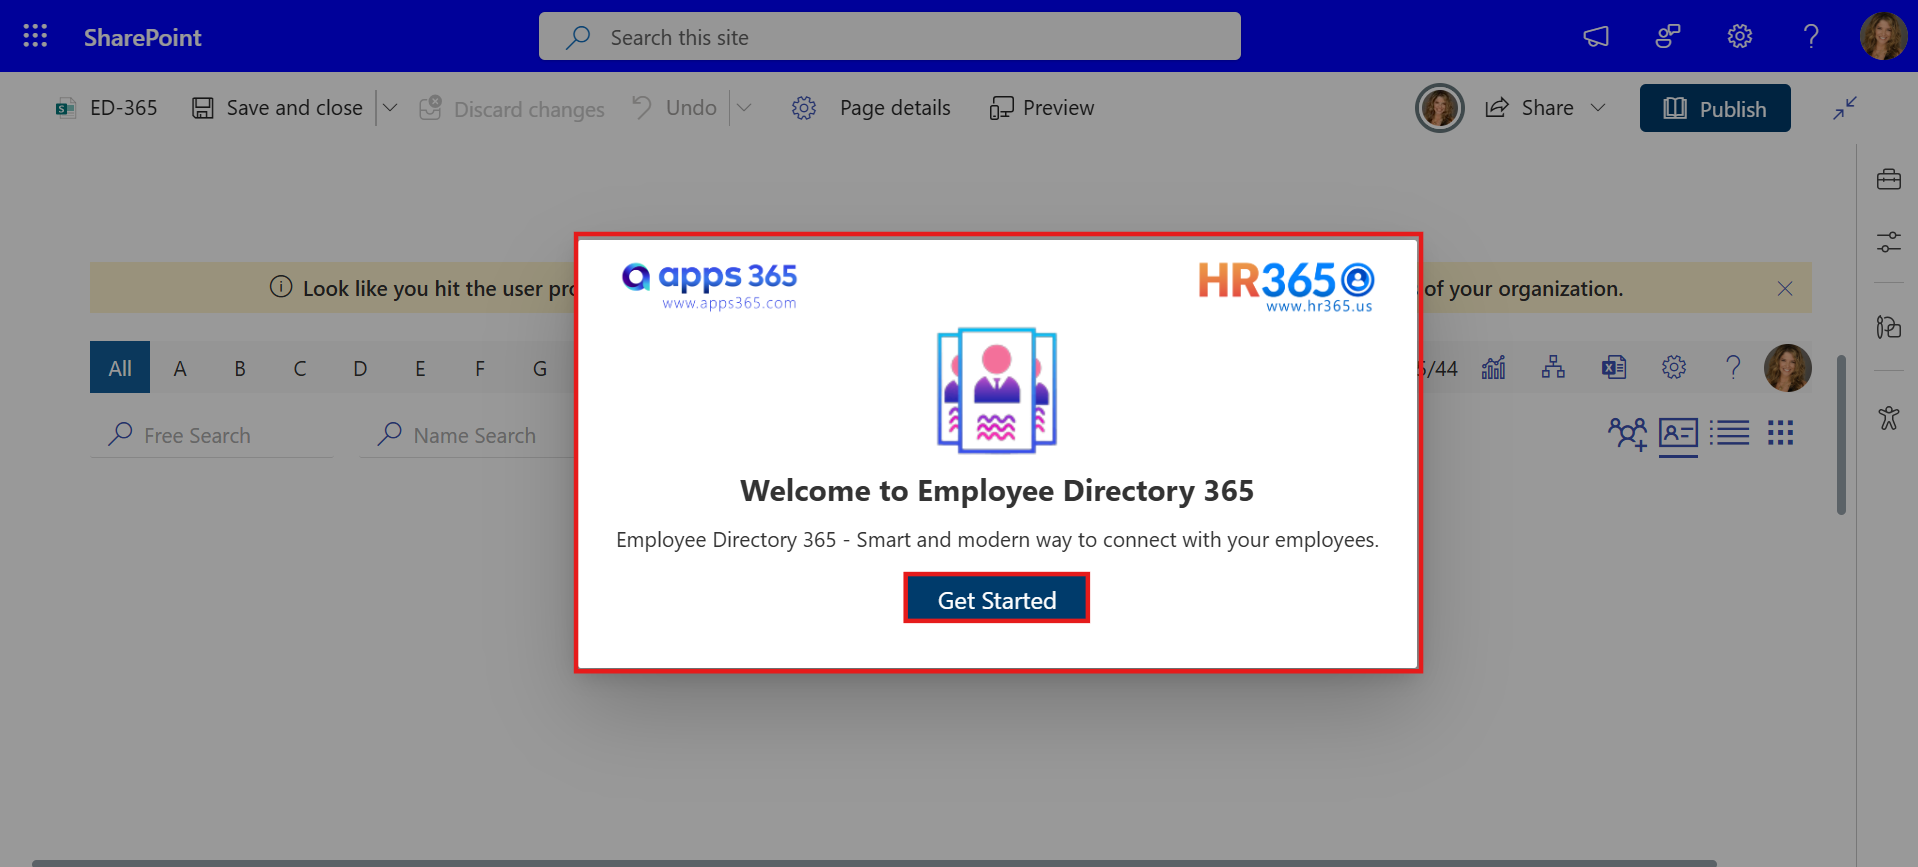 SharePoint
Search this site
ED-365 Save and close Discard changes Undo Page details Preview Share Publish
apps 365
www.apps365.com
HR365
www.hr365.us
Look like you hit the user of your organization.
All A B C D E F G /44
Free Search Name Search
Welcome to Employee Directory 365
Employee Directory 365 - Smart and modern way to connect with your employees.
Get Started